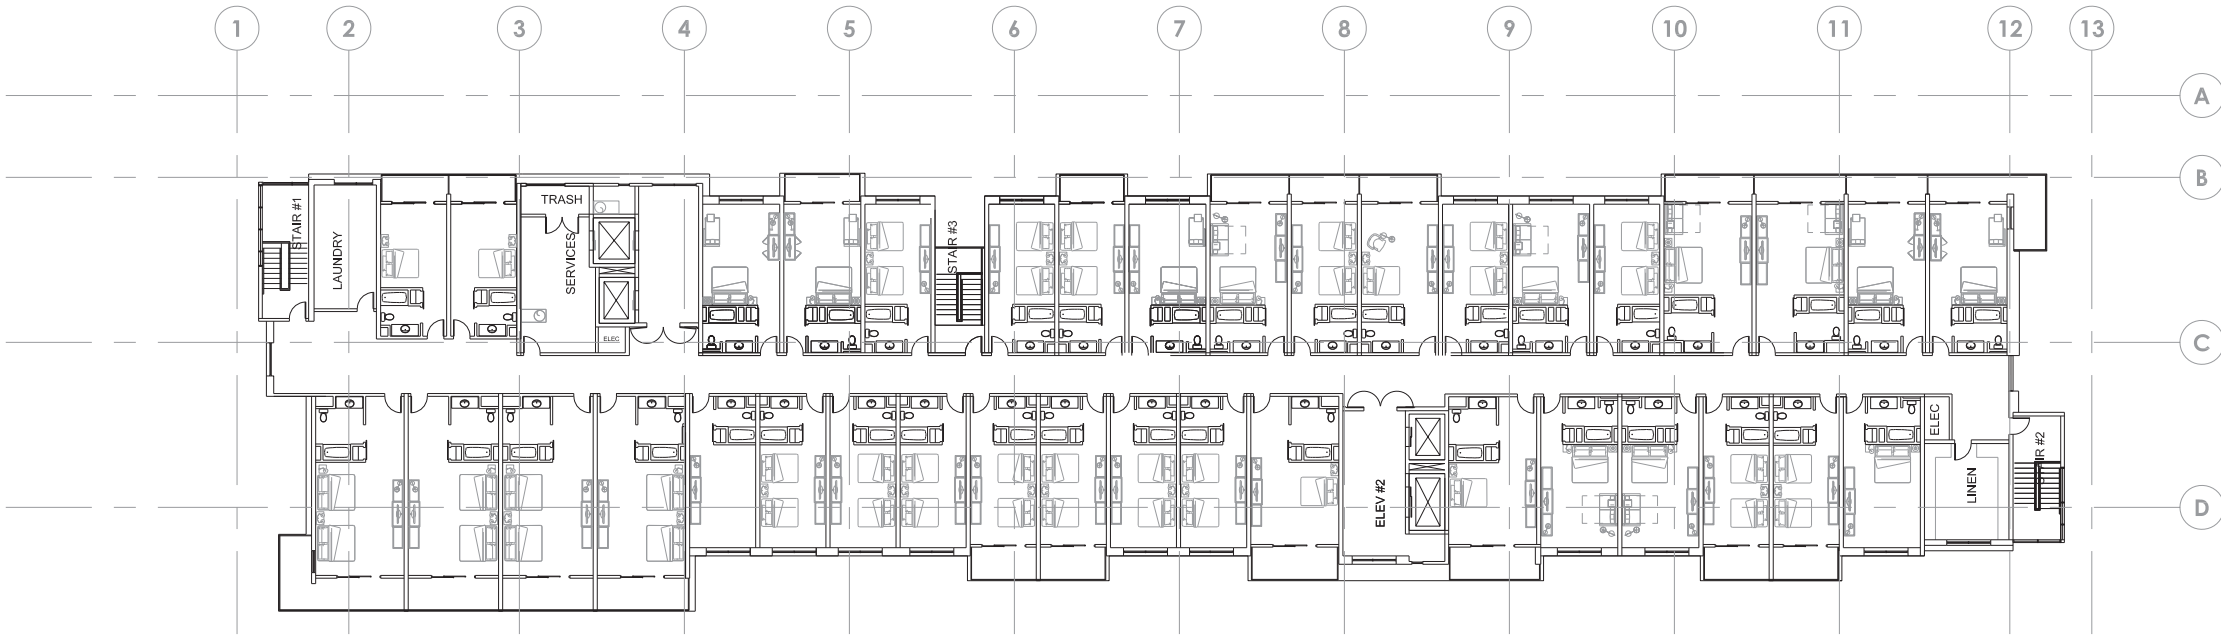 1 2 3 4 5 6 7 8 9 10 11 12 13
A
B
TRASH
STAIR #1
LAUNDRY
SERVICES
STAIR #3
ELEC
C
ELEC
IR #2
LINEN
ELEV #2
D